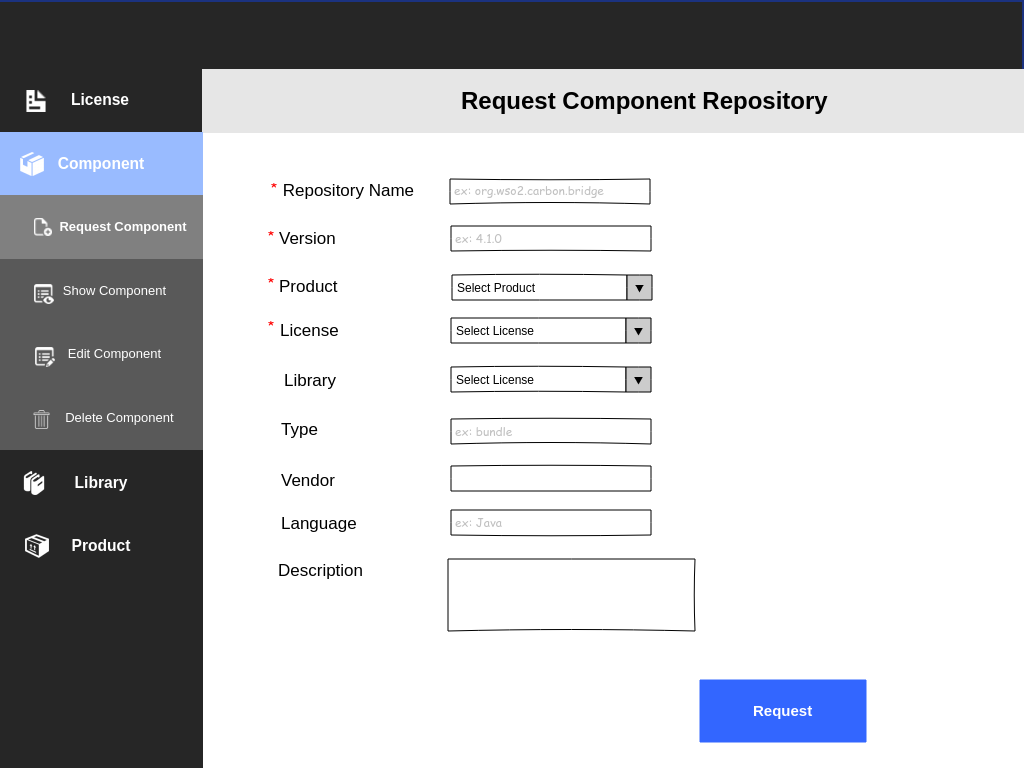 License
Component
Request Component
Show Component
Edit Component
Delete Component
Library
Product
Request Component Repository
* Repository Name
ex: org.wso2.carbon.bridge
* Version
ex: 4.1.0
* Product
Select Product
* License
Select License
Library
Select License
Type
ex: bundle
Vendor
Language
ex: Java
Description
Request